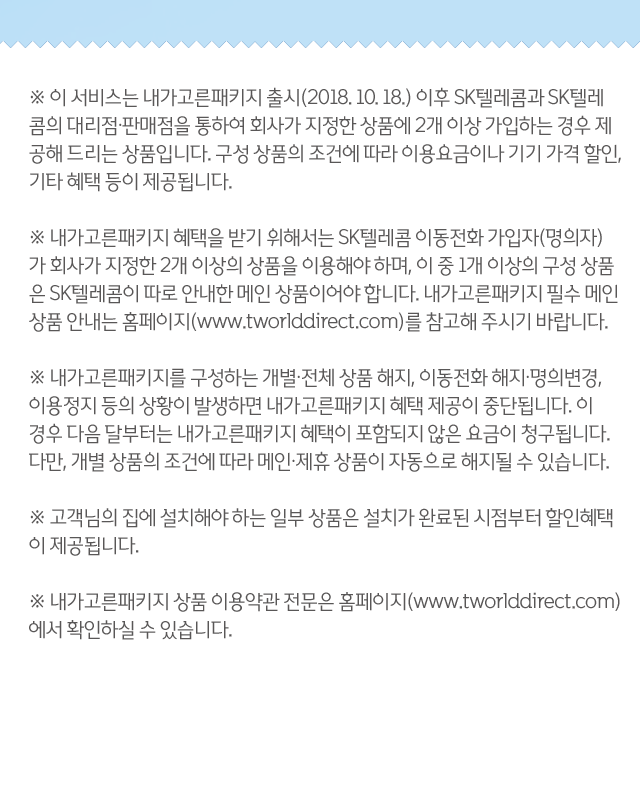 ※ 이 서비스는 내가고른패키지 출시(2018. 10. 18.) 이후 SK텔레콤과 SK텔레
콤의 대리점·판매점을 통하여 회사가 지정한 상품에 2개 이상 가입하는 경우 제
공해 드리는 상품입니다. 구성 상품의 조건에 따라 이용요금이나 기기 가격 할인,
기타 혜택 등이 제공됩니다.
※ 내가고른패키지 혜택을 받기 위해서는 SK텔레콤 이동전화 가입자(명의자)
가 회사가 지정한 2개 이상의 상품을 이용해야 하며, 이 중 1개 이상의 구성 상품
은 SK텔레콤이 따로 안내한 메인 상품이어야 합니다. 내가고른패키지 필수 메인
상품 안내는 홈페이지(www.tworlddirect.com)를 참고해 주시기 바랍니다.
※ 내가고른패키지를 구성하는 개별·전체 상품 해지, 이동전화 해지·명의변경,
이용정지 등의 상황이 발생하면 내가고른패키지 혜택 제공이 중단됩니다. 이
경우 다음 달부터는 내가고른패키지 혜택이 포함되지 않은 요금이 청구됩니다.
다만, 개별 상품의 조건에 따라 메인·제휴 상품이 자동으로 해지될 수 있습니다.
※ 고객님의 집에 설치해야 하는 일부 상품은 설치가 완료된 시점부터 할인혜택
이 제공됩니다.
※ 내가고른패키지 상품 이용약관 전문은 홈페이지(www.tworlddirect.com)
에서 확인하실 수 있습니다.